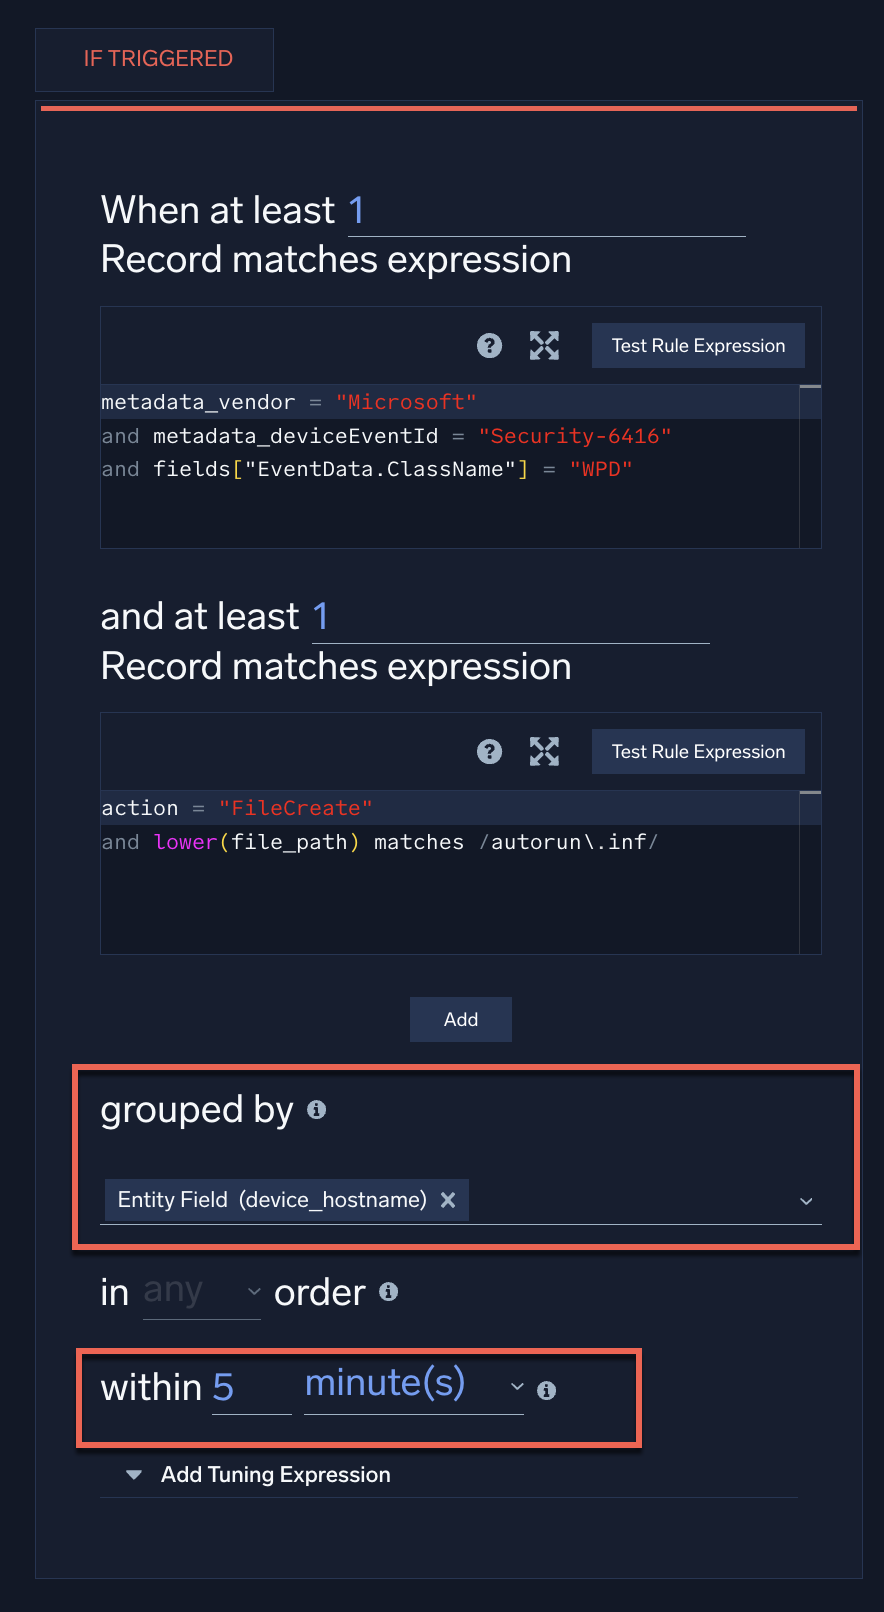 IF TRIGGERED
When at least 1
Record matches expression
Test Rule Expression
metadata_vendor = "Microsoft"
and metadata_deviceEventId = "Security-6416"
and fields["EventData.ClassName"] = "WPD"
and at least 1
Record matches expression
Test Rule Expression
action = "FileCreate"
and lower(file_path) matches /autorun\.inf/
Add
grouped by
Entity Field (device_hostname)
in any order
within 5 minute(s)
Add Tuning Expression